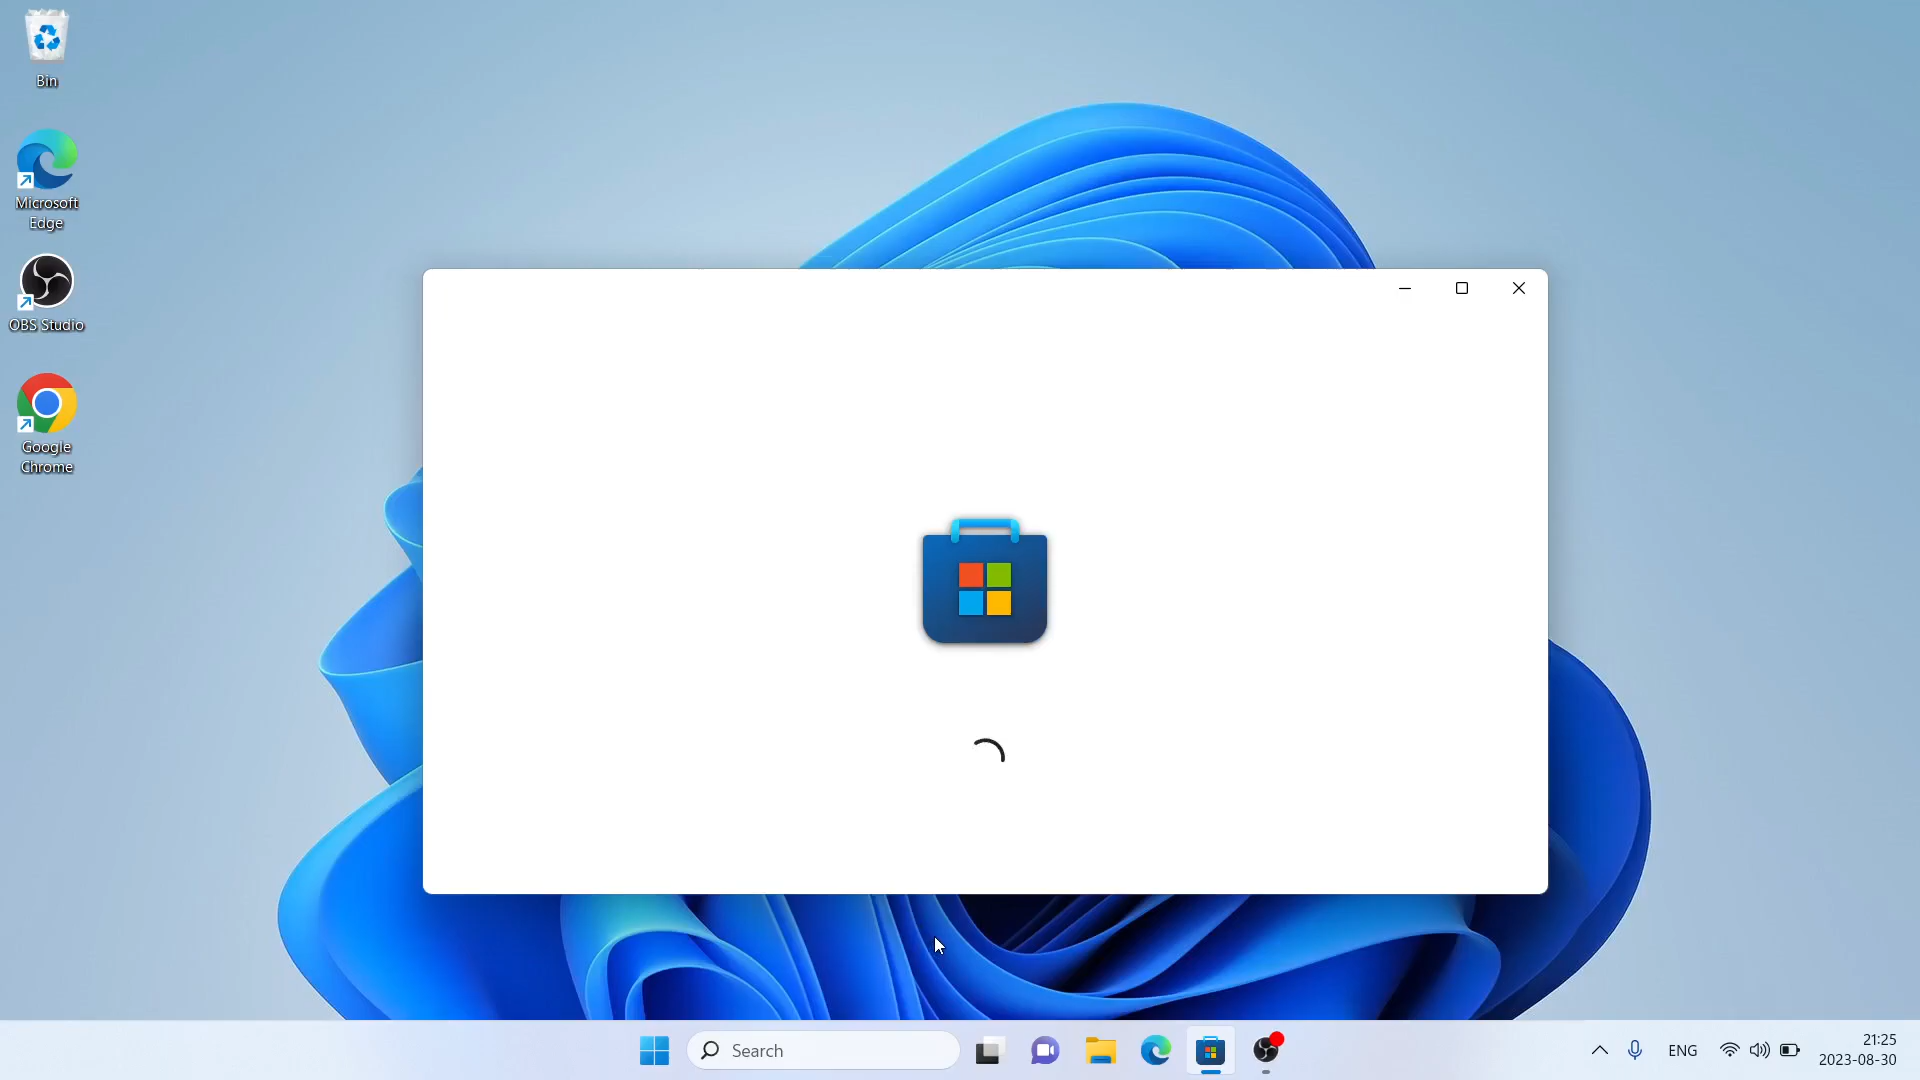 Bin
Microsoft
Edge
OBS Studio
Google
Chrome
Search
ENG
21:25
2023-08-30